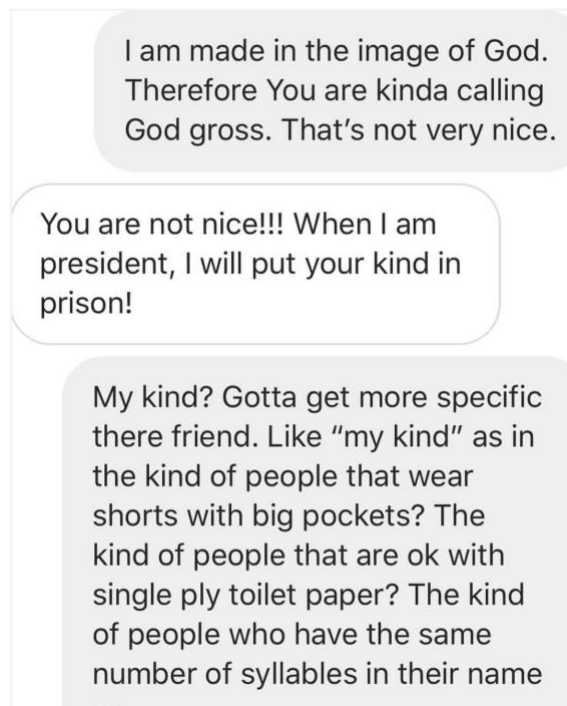 I am made in the image of God.
Therefore You are kinda calling
God gross. That’s not very nice.
You are not nice!!! When I am
president, I will put your kind in
prison!
My kind? Gotta get more specific
there friend. Like “my kind” as in
the kind of people that wear
shorts with big pockets? The
kind of people that are ok with
single ply toilet paper? The kind
of people who have the same
number of syllables in their name